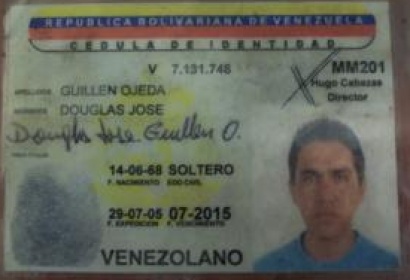 REPUBLICA BOLIVARIANA DE VENEZUELA
CEDULA DE IDENTIDAD
V 7.131.748
MM201
Hugo Cabezas
Director
APELLIDOS GUILLEN OJEDA
NOMBRES DOUGLAS JOSE
Douglas Jose Guillen O.
14-06-68 SOLTERO
F. NACIMIENTO EDO CIVIL
29-07-05 07-2015
F. EXPEDICION F. VENCIMIENTO
VENEZOLANO